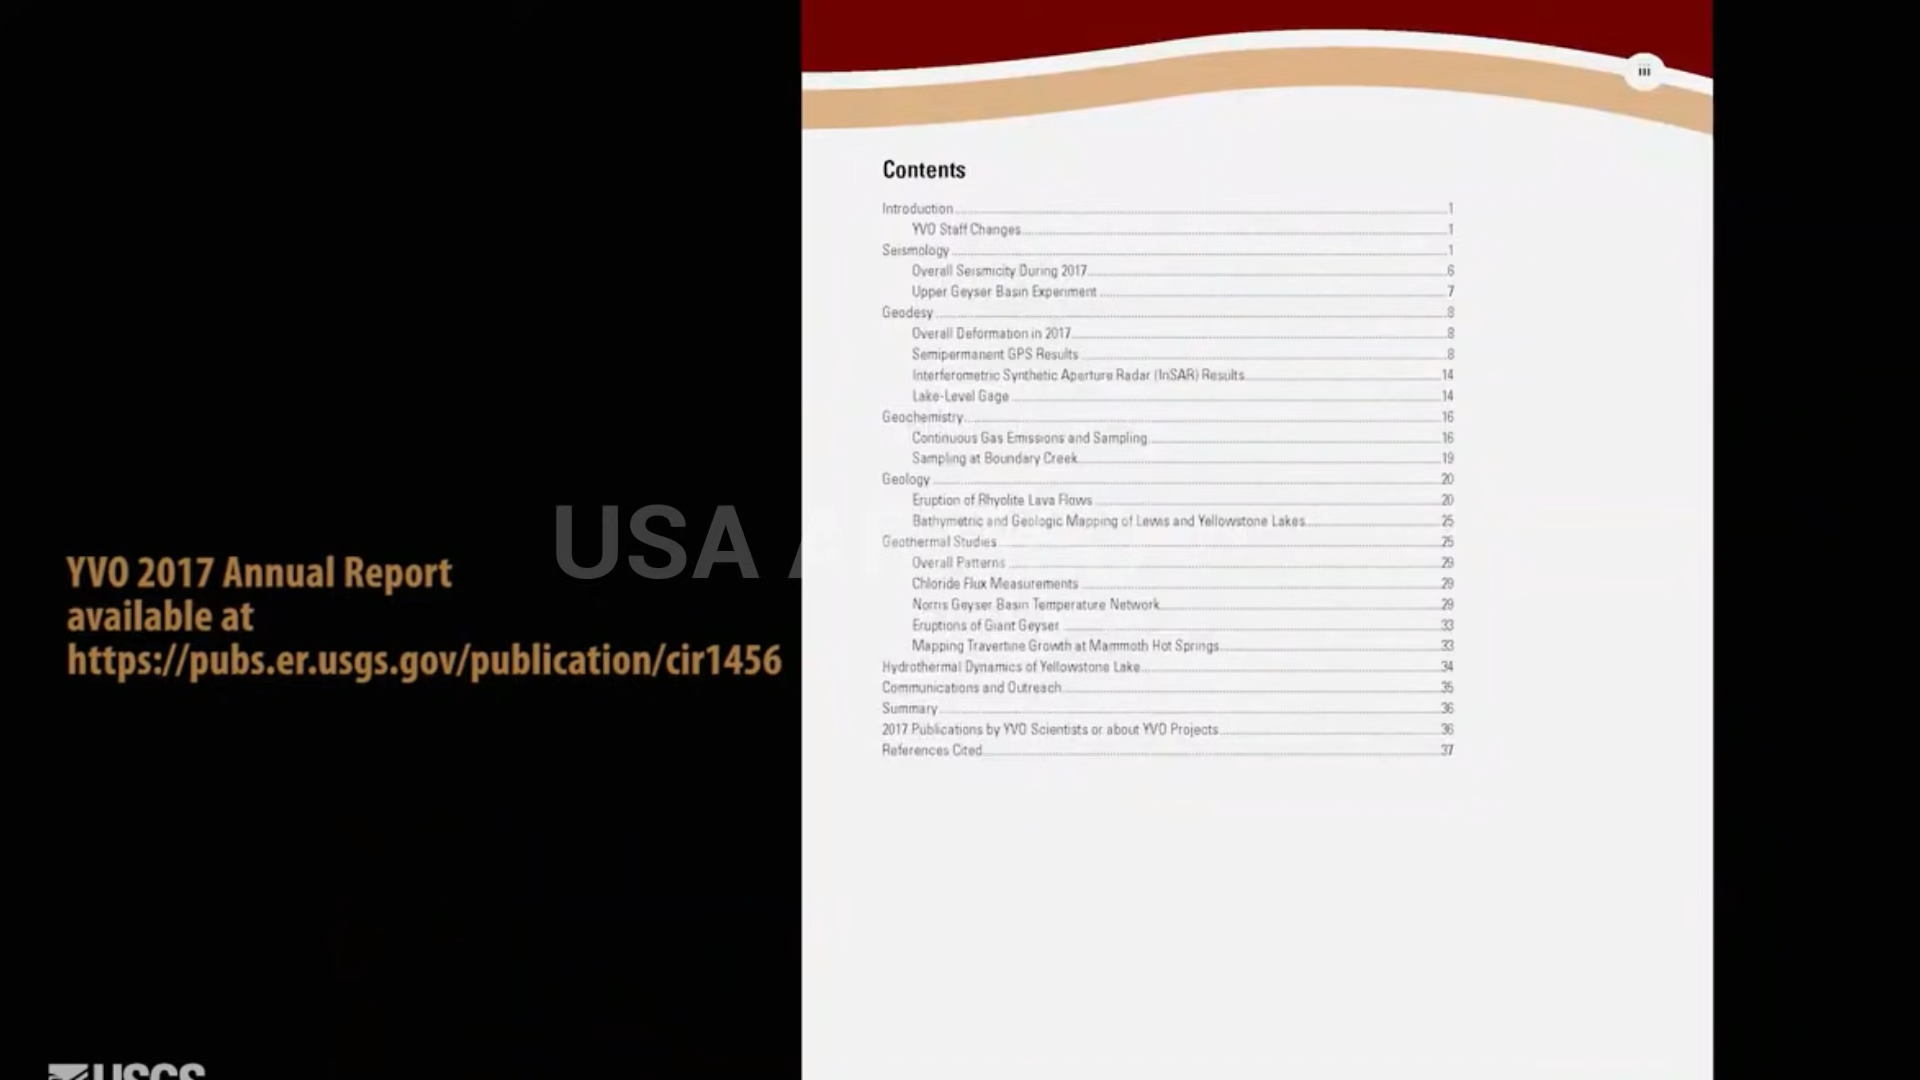 iii
Contents
Introduction 1
YVO Staff Changes 1
Seismology 1
Overall Seismicity During 2017 6
Upper Geyser Basin Experiment 7
Geodesy 8
Overall Deformation in 2017 8
Semipermanent GPS Results 8
Interferometric Synthetic Aperture Radar (InSAR) Results 14
Lake-Level Gage 14
Geochemistry 16
Continuous Gas Emissions and Sampling 16
Sampling at Boundary Creek 19
Geology 20
Eruption of Rhyolite Lava Flows 20
Bathymetric and Geologic Mapping of Lewis and Yellowstone Lakes 25
Geothermal Studies 25
Overall Patterns 29
Chloride Flux Measurements 29
Norris Geyser Basin Temperature Network 29
Eruptions of Giant Geyser 33
Mapping Travertine Growth at Mammoth Hot Springs 33
Hydrothermal Dynamics of Yellowstone Lake 34
Communications and Outreach 35
Summary 36
2017 Publications by YVO Scientists or about YVO Projects 36
References Cited 37
USA
YVO 2017 Annual Report
available at
https://pubs.er.usgs.gov/publication/cir1456
USGS